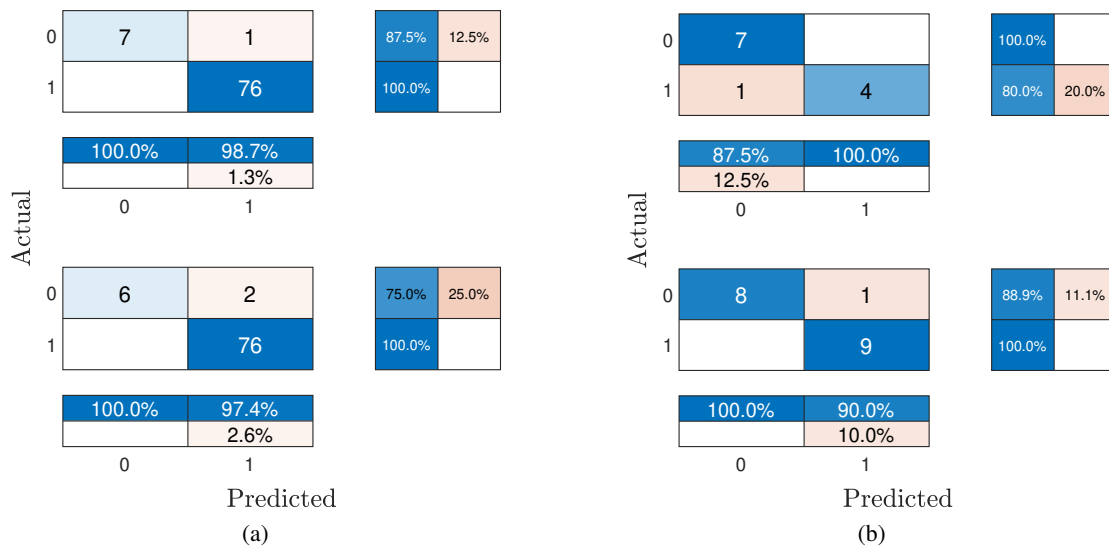 0 7 1 87.5% 12.5%
1 76 100.0%
100.0% 98.7%
1.3%
0 1
0 6 2 75.0% 25.0%
1 76 100.0%
100.0% 97.4%
2.6%
0 1
Actual
Predicted
(a)
0 7 100.0%
1 1 4 80.0% 20.0%
87.5% 100.0%
12.5%
0 1
0 8 1 88.9% 11.1%
1 9 100.0%
100.0% 90.0%
10.0%
0 1
Actual
Predicted
(b)